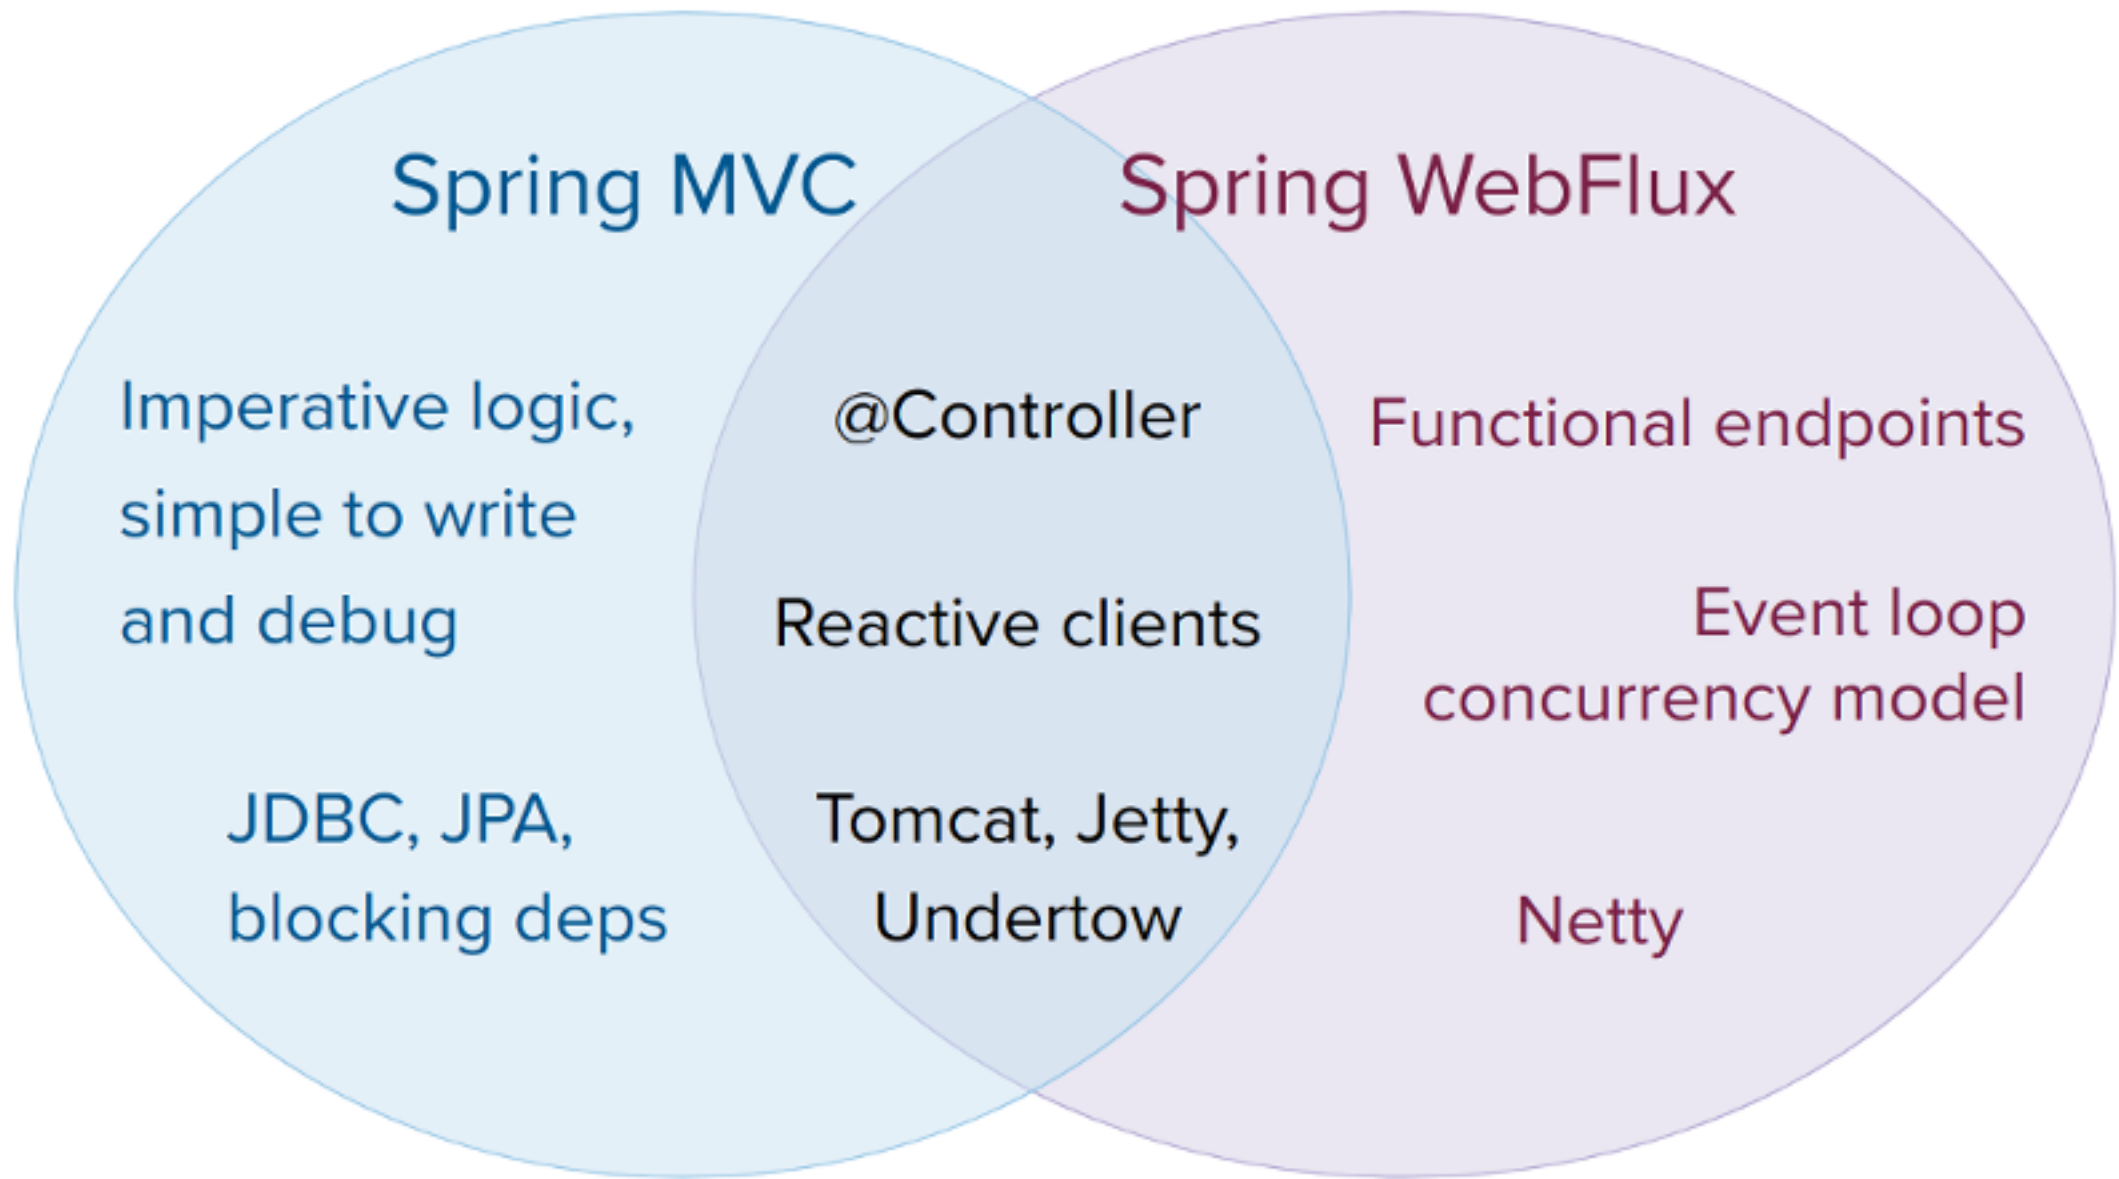 Spring MVC
Spring WebFlux
Imperative logic,
simple to write
and debug
JDBC, JPA,
blocking deps
@Controller
Reactive clients
Tomcat, Jetty,
Undertow
Functional endpoints
Event loop
concurrency model
Netty